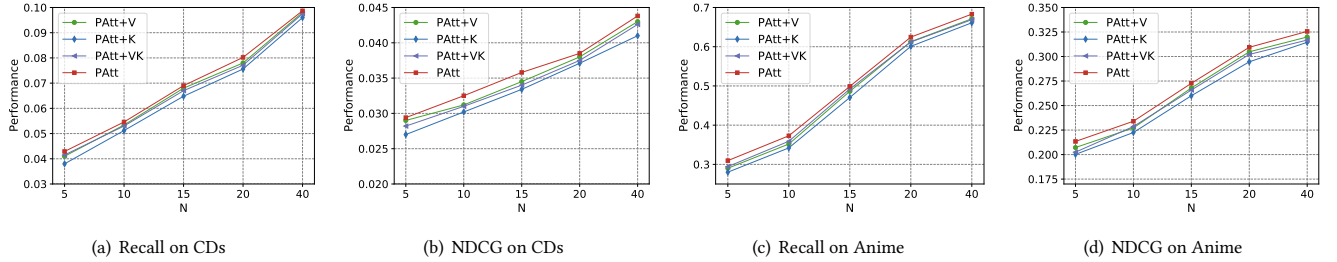 0.10
0.09
0.08
0.07
0.06
0.05
0.04
0.03
Performance
PAtt+V
PAtt+K
PAtt+VK
PAtt
5 10 15 20 40
N
(a) Recall on CDs
0.045
0.040
0.035
0.030
0.025
0.020
Performance
PAtt+V
PAtt+K
PAtt+VK
PAtt
5 10 15 20 40
N
(b) NDCG on CDs
0.7
0.6
0.5
0.4
0.3
Performance
PAtt+V
PAtt+K
PAtt+VK
PAtt
5 10 15 20 40
N
(c) Recall on Anime
0.350
0.325
0.300
0.275
0.250
0.225
0.200
0.175
Performance
PAtt+V
PAtt+K
PAtt+VK
PAtt
5 10 15 20 40
N
(d) NDCG on Anime